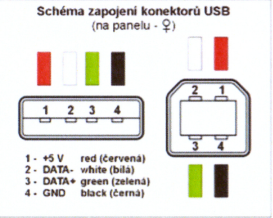 Schéma zapojení konektorů USB
(na panelu - ♀)
1 2 3 4
2 1
3 4
1 - +5 V red (červená)
2 - DATA- white (bílá)
3 - DATA+ green (zelená)
4 - GND black (černá)